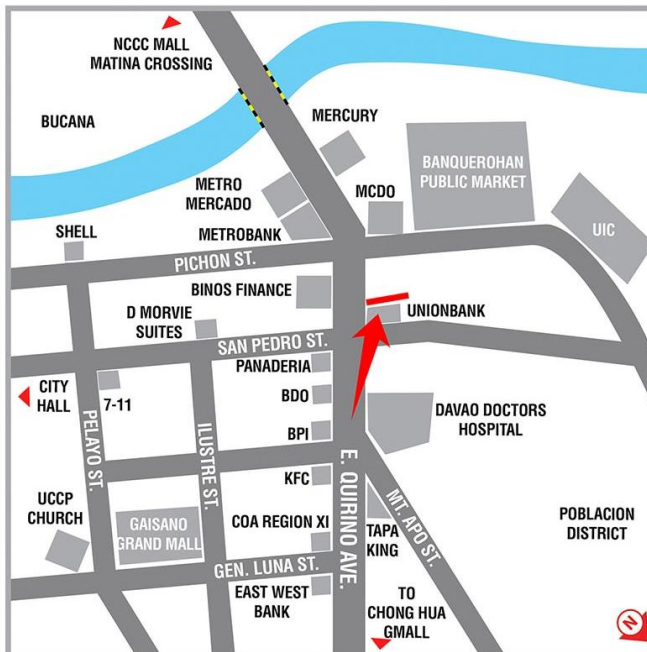 NCCC MALL
MATINA CROSSING
BUCANA
MERCURY
BANQUEROHAN
PUBLIC MARKET
METRO
MERCADO
MCDO
METROBANK
UIC
SHELL
PICHON ST.
BINOS FINANCE
UNIONBANK
D MORVIE
SUITES
SAN PEDRO ST.
PANADERIA
CITY
HALL
7-11
BDO
DAVAO DOCTORS
HOSPITAL
PELAYO ST.
ILUSTRE ST.
BPI
E. QUIRINO AVE.
MT. APO ST.
KFC
UCCP
CHURCH
GAISANO
GRAND MALL
COA REGION XI
TAPA
KING
POBLACION
DISTRICT
GEN. LUNA ST.
EAST WEST
BANK
TO
CHONG HUA
GMALL
N